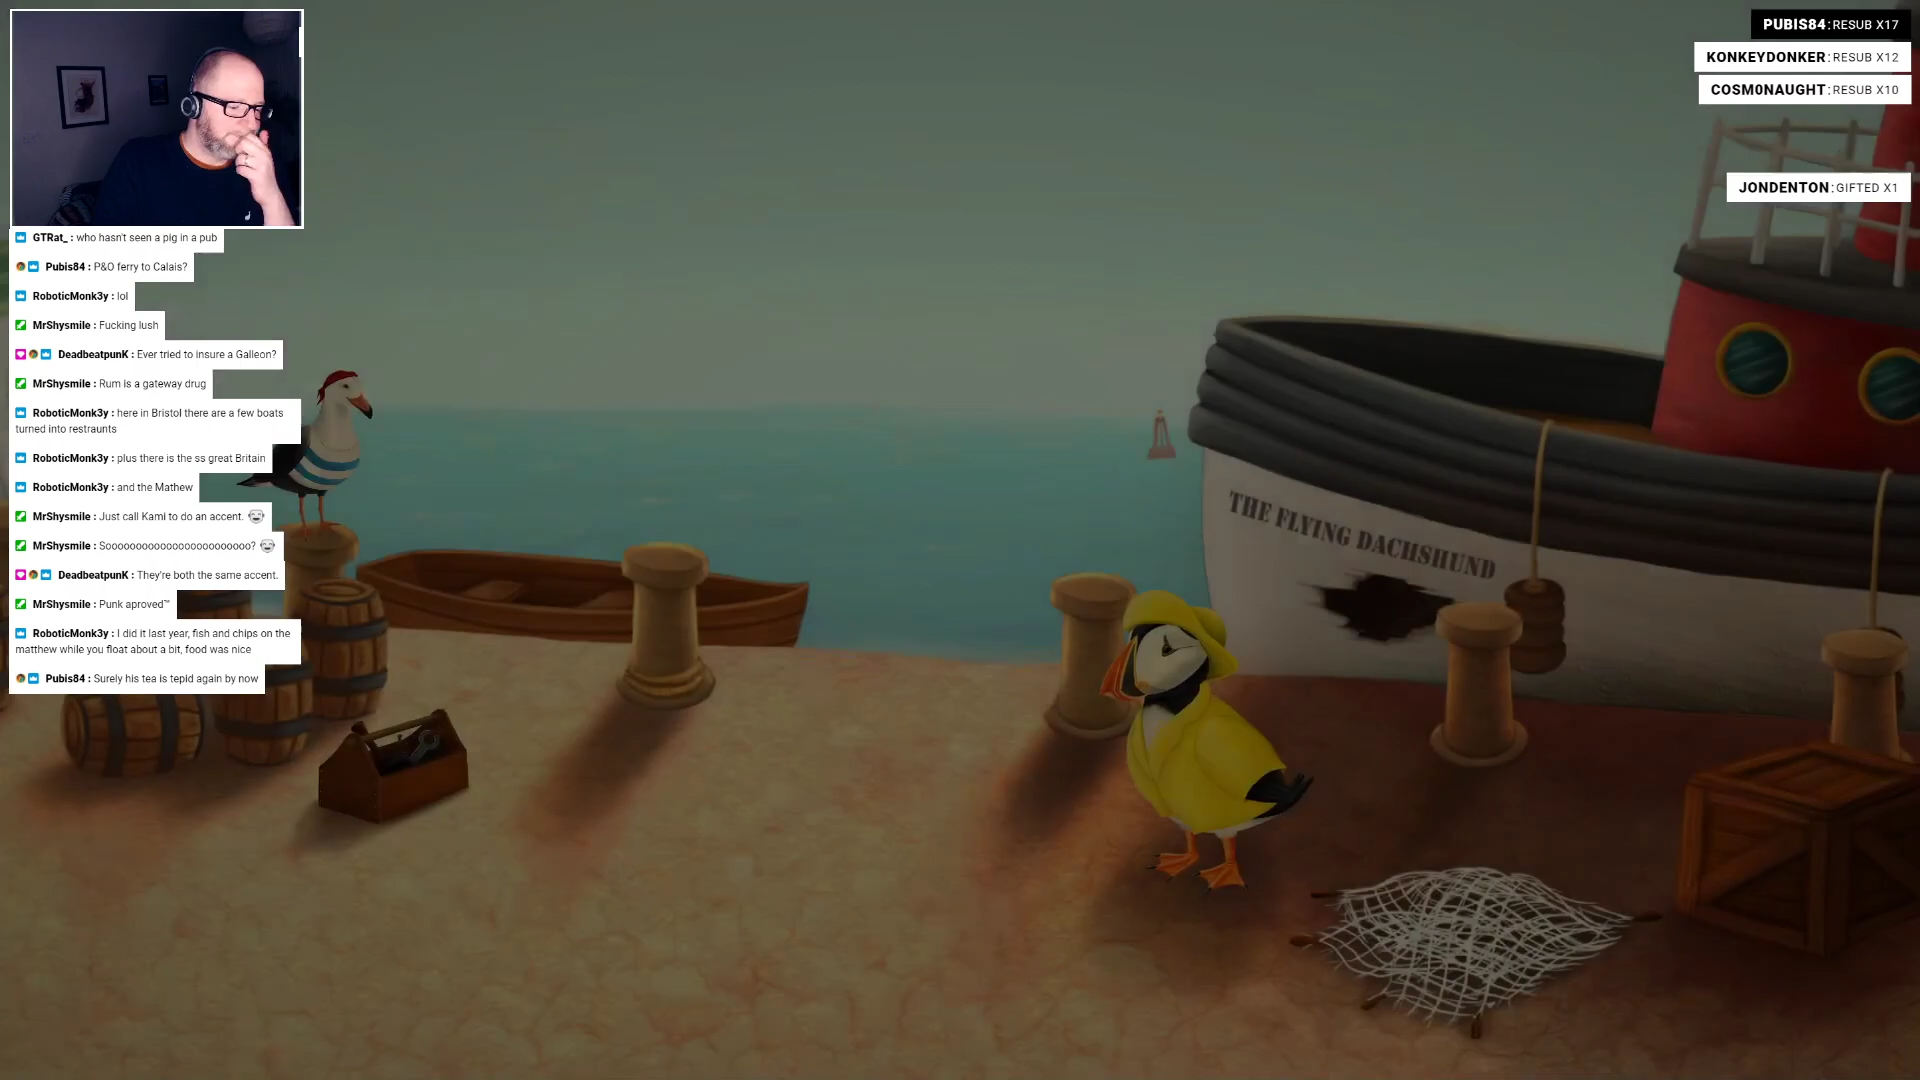 PUBIS84:RESUB X17
KONKEYDONKER:RESUB X12
COSM0NAUGHT:RESUB X10
JONDENTON:GIFTED X1
GTRat_ : who hasn't seen a pig in a pub
Pubis84 : P&O ferry to Calais?
RoboticMonk3y : lol
MrShysmile : Fucking lush
DeadbeatpunK : Ever tried to insure a Galleon?
MrShysmile : Rum is a gateway drug
RoboticMonk3y : here in Bristol there are a few boats
turned into restraunts
RoboticMonk3y : plus there is the ss great Britain
RoboticMonk3y : and the Mathew
MrShysmile : Just call Kami to do an accent.
MrShysmile : Sooooooooooooooooooooooooo?
DeadbeatpunK : They're both the same accent.
MrShysmile : Punk aproved™
RoboticMonk3y : I did it last year, fish and chips on the
matthew while you float about a bit, food was nice
Pubis84 : Surely his tea is tepid again by now
THE FLYING DACHSHUND